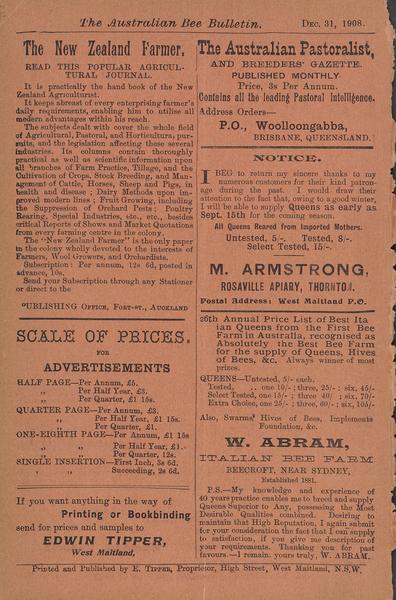 The Australian Bee Bulletin. DEC. 31, 1908.
The New Zealand Farmer.
READ THIS POPULAR AGRICUL-
TURAL JOURNAL.
It is practically the hand book of the New
Zealand Agriculturist.
It keeps abreast of every enterprising farmer's
daily requirements, enabling him to utilise all
modern advantages within his reach.
The subjects dealt with cover the whole field
of Agricultural, Pastoral, and Horticultura, pur-
suits, and the legislation affecting these several
industries. Its columns contain thoroughly
practical as well as scientific information upon
all branches of Farm Practice, Tillage, and the
Cultivation of Crops, Stock Breeding, and Man-
agement of Cattle, Horses, Sheep and Pigs, in
health and disease; Dairy Methods upon im-
proved modern lines; Fruit Growing, including
the Suppression of Orchard Pests; Poultry
Rearing, Special Industries, etc., etc., besides
critical Reports of Shows and Market Quotations
from every farming centre in the colony.
The "New Zealand Farmer" is the only paper
in the colony wholly devoted to the interests of
Farmers, Wool Growers, and Orchardists.
Subscription: Per annum, 12s 6d, posted in
advance, 10s.
Send your Subscription through any Stationer
or direct to the
PUBLISHING OFFICE, FORT-ST., AUCKLAND
SCALE OF PRICES,
FOR
ADVERTISEMENTS
HALF PAGE—Per Annum, £5.
,, Per Half Year, £3.
,, Per Quarter, £1 15s.
QUARTER PAGE—Per Annum, £3.
,, Per Half Year, £1 15s.
,, Per Quarter, £1.
ONE-EIGHTH PAGE—Per Annum, £1 15s
,, Per Half Year, £1.
,, Per Quarter, 12s.
SINGLE INSERTION—First Inch, 3s 6d.
,, ,, Succeeding, 2s 6d.
If you want anything in the way of
Printing or Bookbinding
send for prices and samples to
EDWIN TIPPER,
West Maitland,
The Australian Pastoralist,
AND BREEDERS' GAZETTE.
PUBLISHED MONTHLY.
Price, 3s Per Annum.
Contains all the leading Pastoral Intelligence.
Address Orders—
P.O., Woolloongabba,
BRISBANE, QUEENSLAND.
NOTICE.
I BEG to return my sincere thanks to my
numerous customers for their kind patron-
age during the past. I would draw their
attention to the fact that, owing to a good winter,
I will be able to supply Queens as early as
Sept. 15th for the coming season.
All Queens Reared from Imported Mothers.
Untested, 5/-. Tested, 8/-.
Select Tested, 15/-.
M. ARMSTRONG,
ROSAVILLE APIARY, THORNTON.
Postal Address: West Maitland P.O.
26th Annual Price List of Best Ita
ian Queens from the First Bee
Farm in Australia, recognised as
Absolutely the Best Bee Farm
for the supply of Queens, Hives
of Bees, &c. Always winner of most
prizes.
QUEENS—Untested, 5/- each.
Tested, ,, one 10/- : three, 25/- : six, 45/-
Select Tested, one 15/- : three 40/ ; six, 70/-
Extra Choice, one 25/- : three, 60/- ; six, 105/-
Also, Swarms' Hives of Bees, Implements
Foundation, &c.
W. ABRAM,
ITALIAN BEE FARM
BEECROFT, NEAR SYDNEY,
Established 1881.
P.S.—My knowledge and experience of
40 years practice enables me to breed and supply
Queens Superior to Any, possessing the Most
Desirable Qualities combined. Desiring to
maintain that High Reputation, I again submit
for your consideration the fact that I can supply
to satisfaction, if you give me description of
your requirements. Thanking you for past
favours.—I remain, yours truly, W. ABRAM.
Printed and Published by E. TIPPER, Proprietor, High Street, West Maitland, N.S.W.